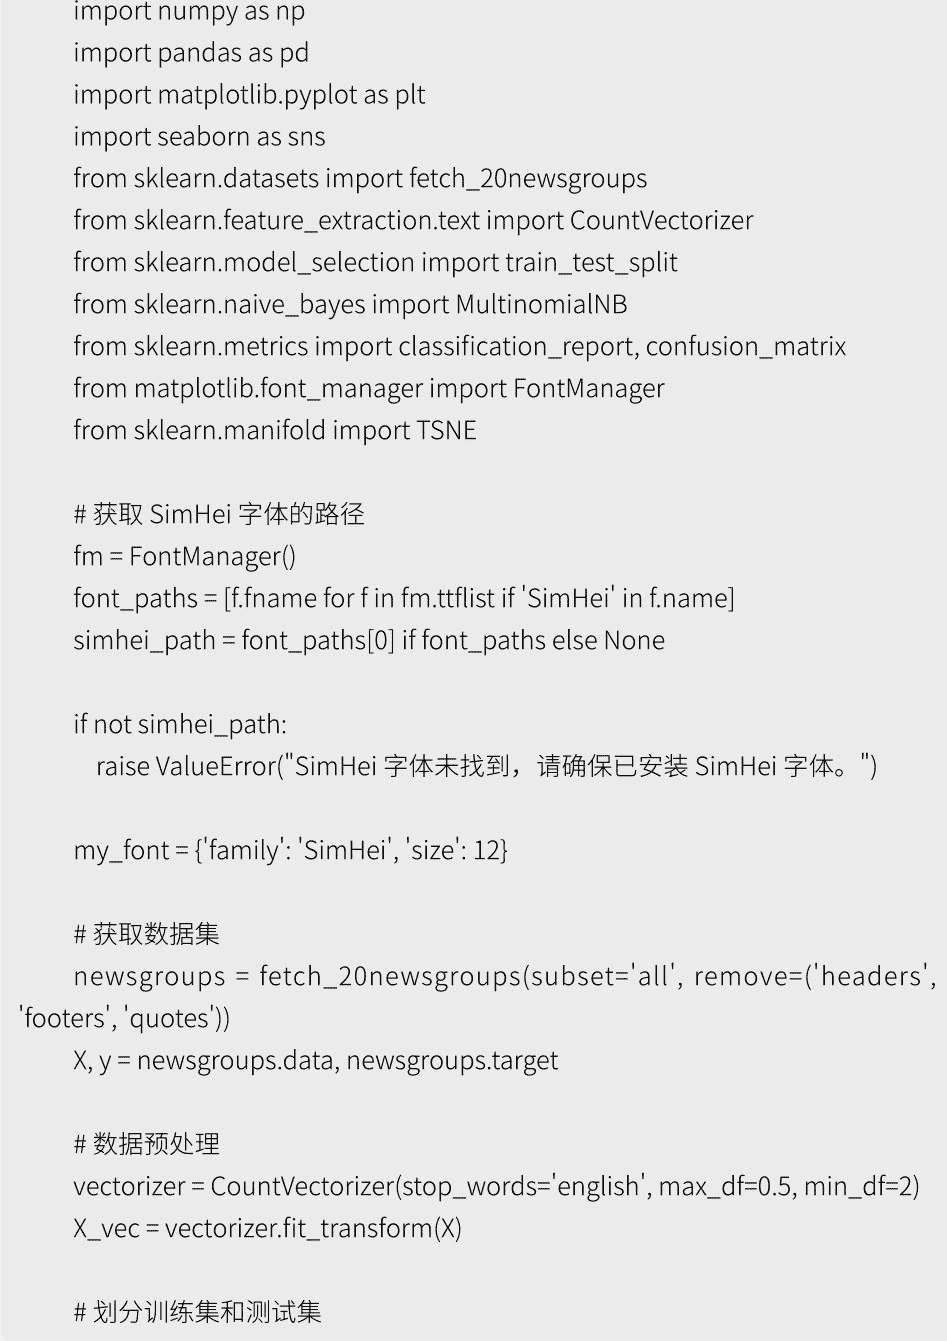 import numpy as np
import pandas as pd
import matplotlib.pyplot as plt
import seaborn as sns
from sklearn.datasets import fetch_20newsgroups
from sklearn.feature_extraction.text import CountVectorizer
from sklearn.model_selection import train_test_split
from sklearn.naive_bayes import MultinomialNB
from sklearn.metrics import classification_report, confusion_matrix
from matplotlib.font_manager import FontManager
from sklearn.manifold import TSNE
# 获取 SimHei 字体的路径
fm = FontManager()
font_paths = [f.fname for f in fm.ttflist if 'SimHei' in f.name]
simhei_path = font_paths[0] if font_paths else None
if not simhei_path:
raise ValueError("SimHei 字体未找到，请确保已安装 SimHei 字体。")
my_font = {'family': 'SimHei', 'size': 12}
# 获取数据集
newsgroups = fetch_20newsgroups(subset='all', remove=('headers',
'footers', 'quotes'))
X, y = newsgroups.data, newsgroups.target
# 数据预处理
vectorizer = CountVectorizer(stop_words='english', max_df=0.5, min_df=2)
X_vec = vectorizer.fit_transform(X)
# 划分训练集和测试集